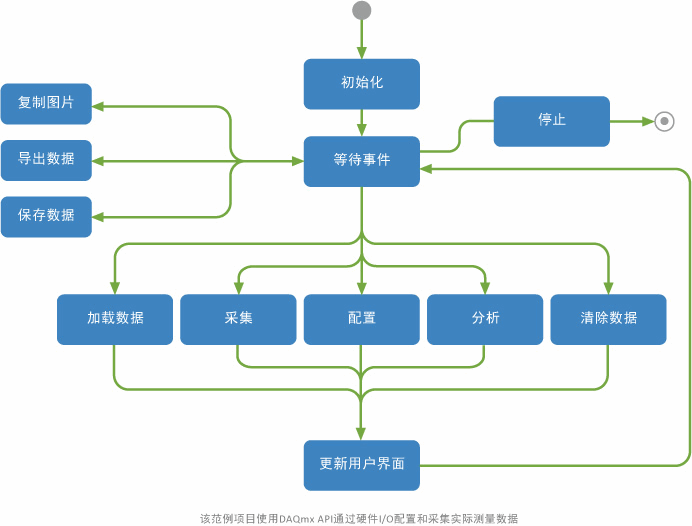 初始化
复制图片
停止
导出数据
等待事件
保存数据
加载数据
采集
配置
分析
清除数据
更新用户界面
该范例项目使用DAQmx API通过硬件I/O配置和采集实际测量数据